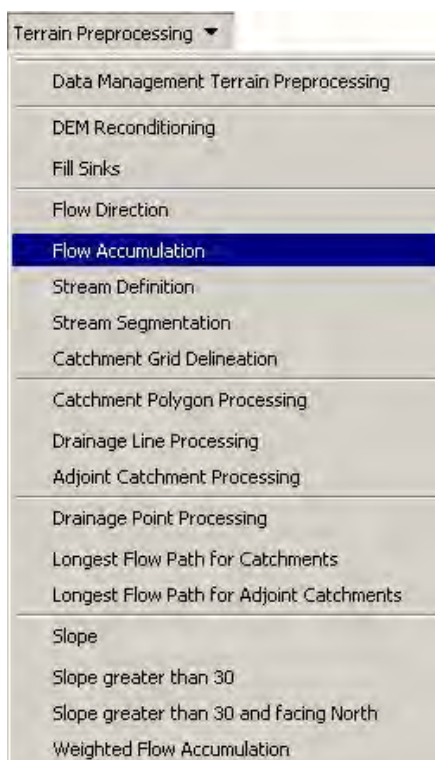 Terrain Preprocessing
Data Management Terrain Preprocessing
DEM Reconditioning
Fill Sinks
Flow Direction
Flow Accumulation
Stream Definition
Stream Segmentation
Catchment Grid Delineation
Catchment Polygon Processing
Drainage Line Processing
Adjoint Catchment Processing
Drainage Point Processing
Longest Flow Path for Catchments
Longest Flow Path for Adjoint Catchments
Slope
Slope greater than 30
Slope greater than 30 and facing North
Weighted Flow Accumulation